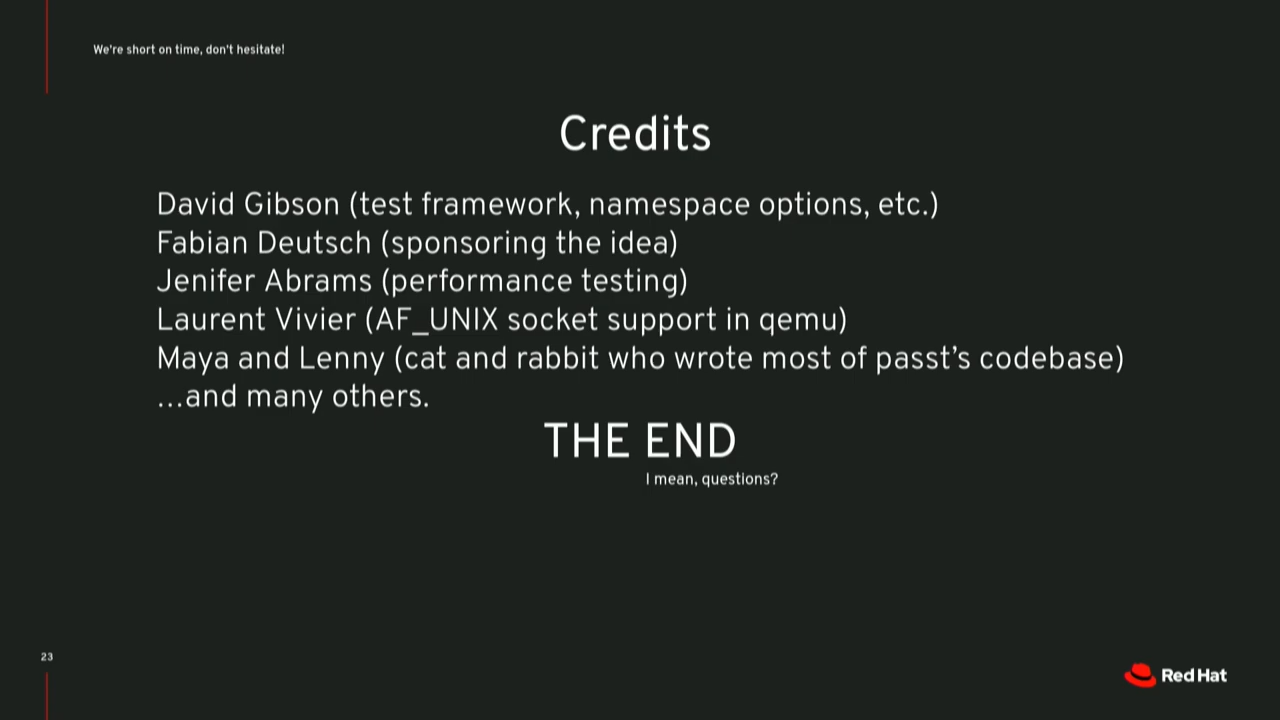 We're short on time, don't hesitate!
Credits
David Gibson (test framework, namespace options, etc.)
Fabian Deutsch (sponsoring the idea)
Jenifer Abrams (performance testing)
Laurent Vivier (AF_UNIX socket support in qemu)
Maya and Lenny (cat and rabbit who wrote most of passt’s codebase)
…and many others.
THE END
I mean, questions?
23
Red Hat